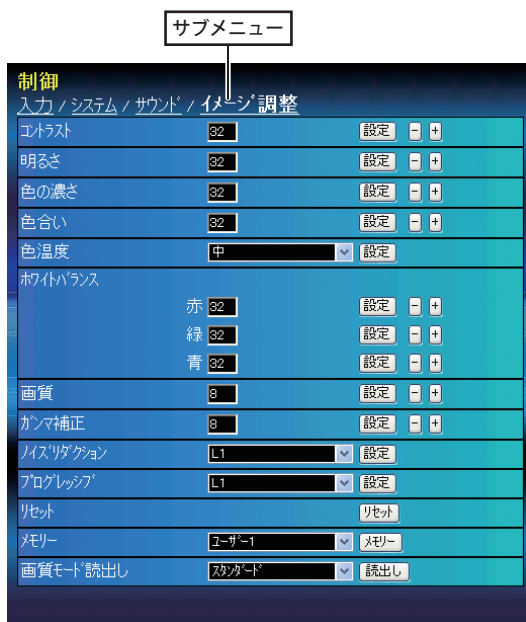 サブメニュー
制御
入力 / システム / サウンド / イメージ調整
コントラスト 32 設定 - +
明るさ 32 設定 - +
色の濃さ 32 設定 - +
色合い 32 設定 - +
色温度 中 設定
ホワイトバランス
赤 32 設定 - +
緑 32 設定 - +
青 32 設定 - +
画質 8 設定 - +
ガンマ補正 8 設定 - +
ノイズリダクション L1 設定
プログレッシブ L1 設定
リセット リセット
メモリー ユーザー1 メモリー
画質モード読出し スタンダード 読出し